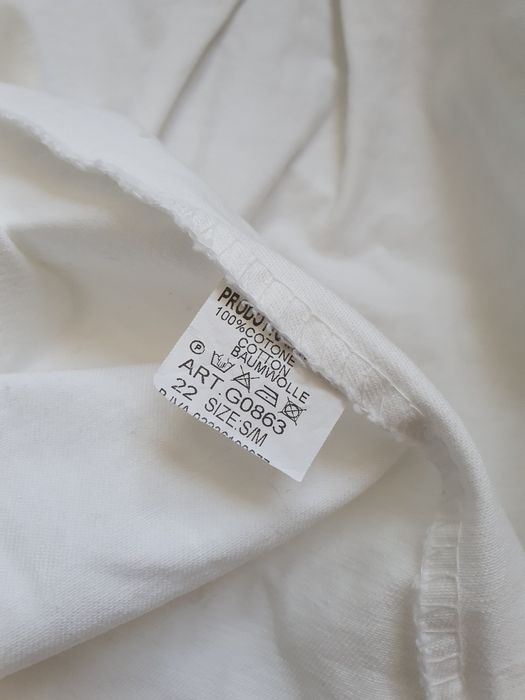 100%COTONE
COTTON
BAUMWOLLE
P
ART G0863
22 SIZE:S/M